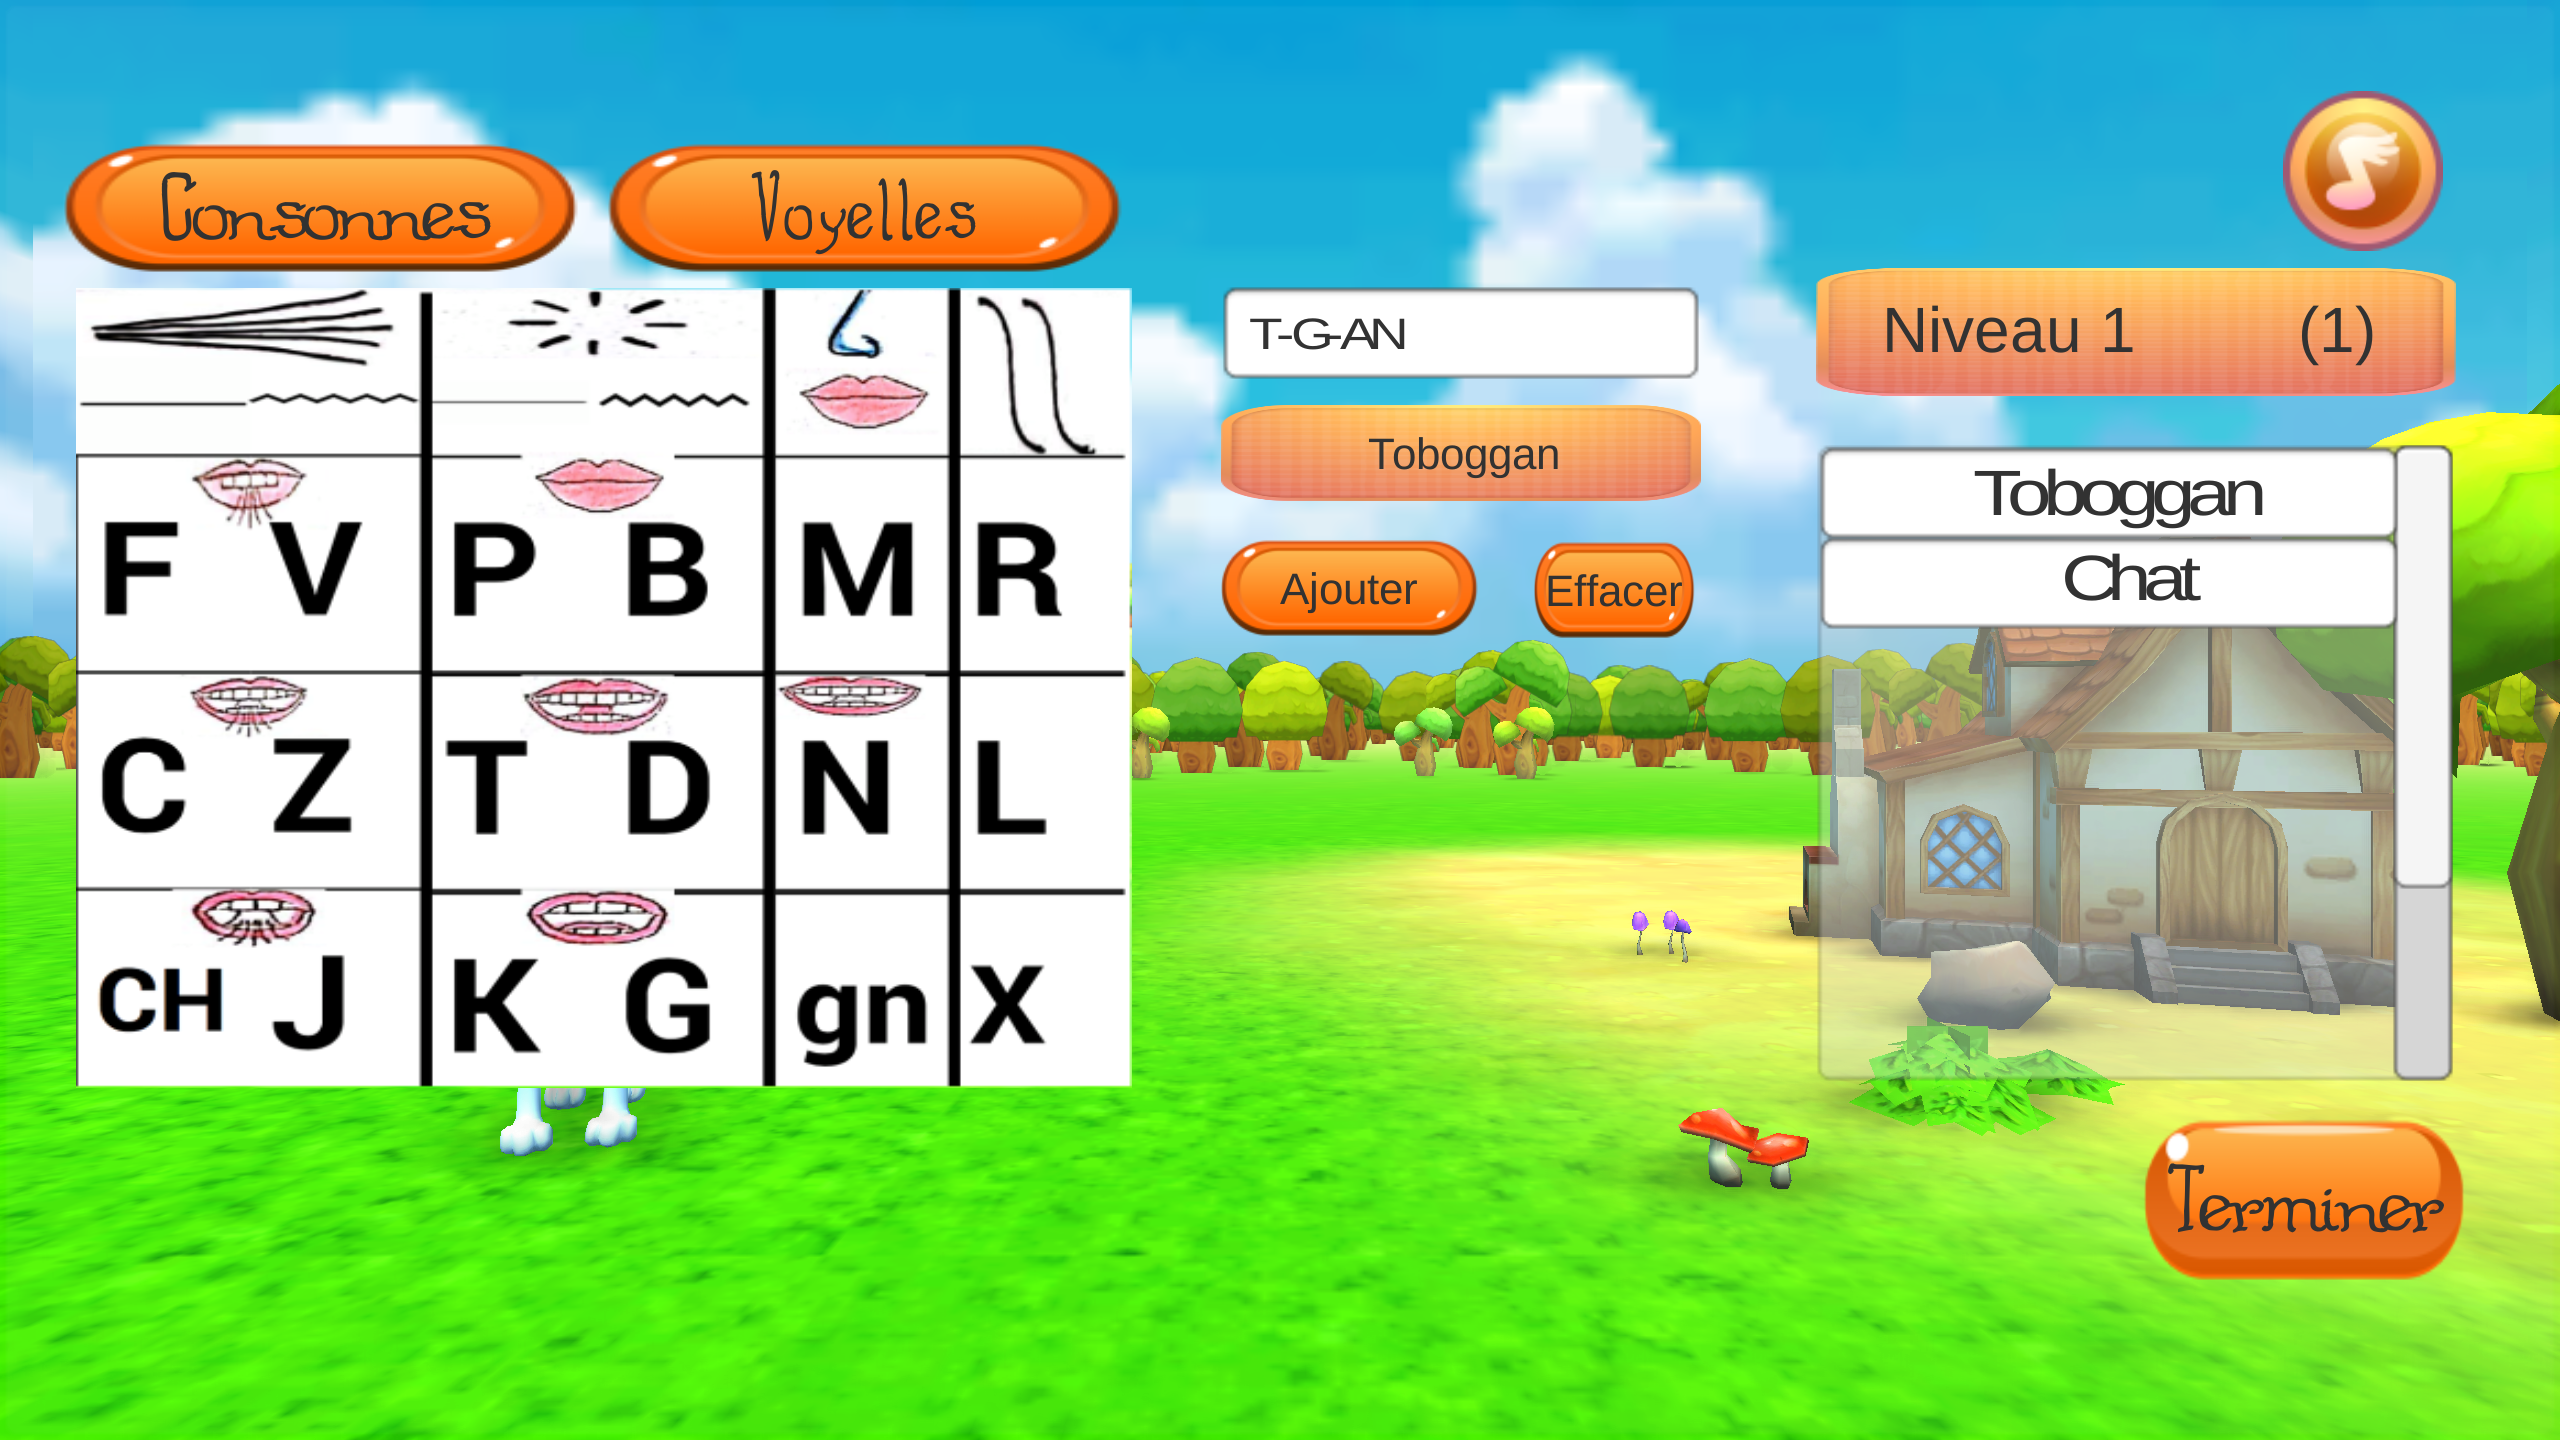 Consonnes
Voyelles
F V P B M R
C Z T D N L
CH J K G gn X
T-G-AN
Toboggan
Ajouter
Effacer
Niveau 1 (1)
Toboggan
Chat
Terminer